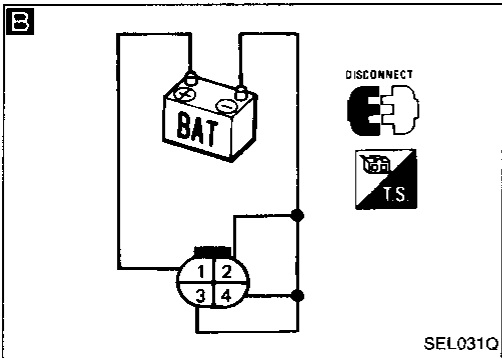 B
DISCONNECT
+ −
BAT
T.S.
1 2
3 4
SEL031Q